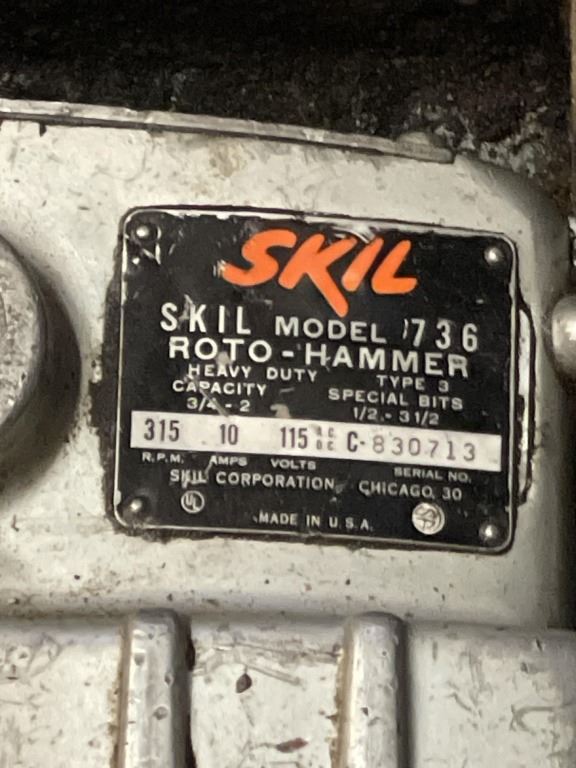 SKIL
SKIL MODEL 736
ROTO-HAMMER
HEAVY DUTY TYPE 3
CAPACITY SPECIAL BITS
3/4 - 2 1/2 - 3 1/2
315 10 115 A.C. D.C. C-830713
R.P.M. AMPS VOLTS SERIAL NO.
SKIL CORPORATION CHICAGO, 30
UL
MADE IN U.S.A.